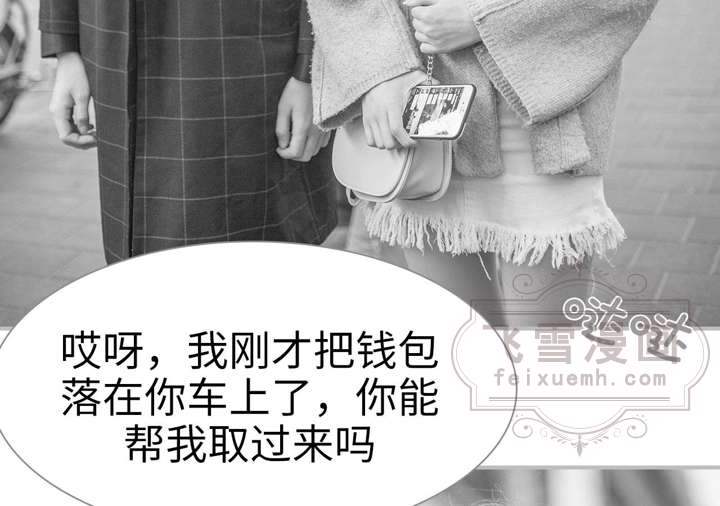 哎呀，我刚才把钱包
落在你车上了，你能
帮我取过来吗
哒哒
飞雪漫画
feixuemh.com